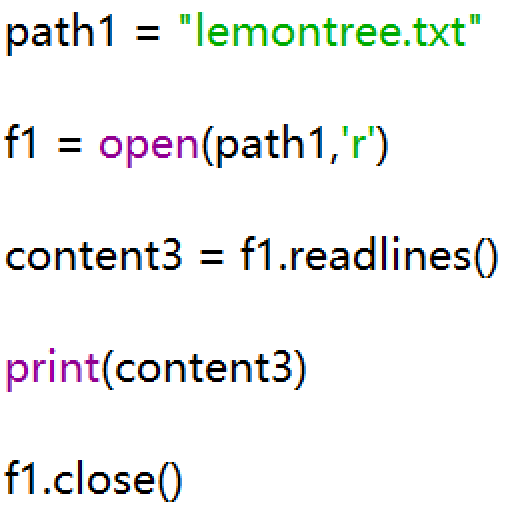 path1 = "lemontree.txt"
f1 = open(path1,'r')
content3 = f1.readlines()
print(content3)
f1.close()